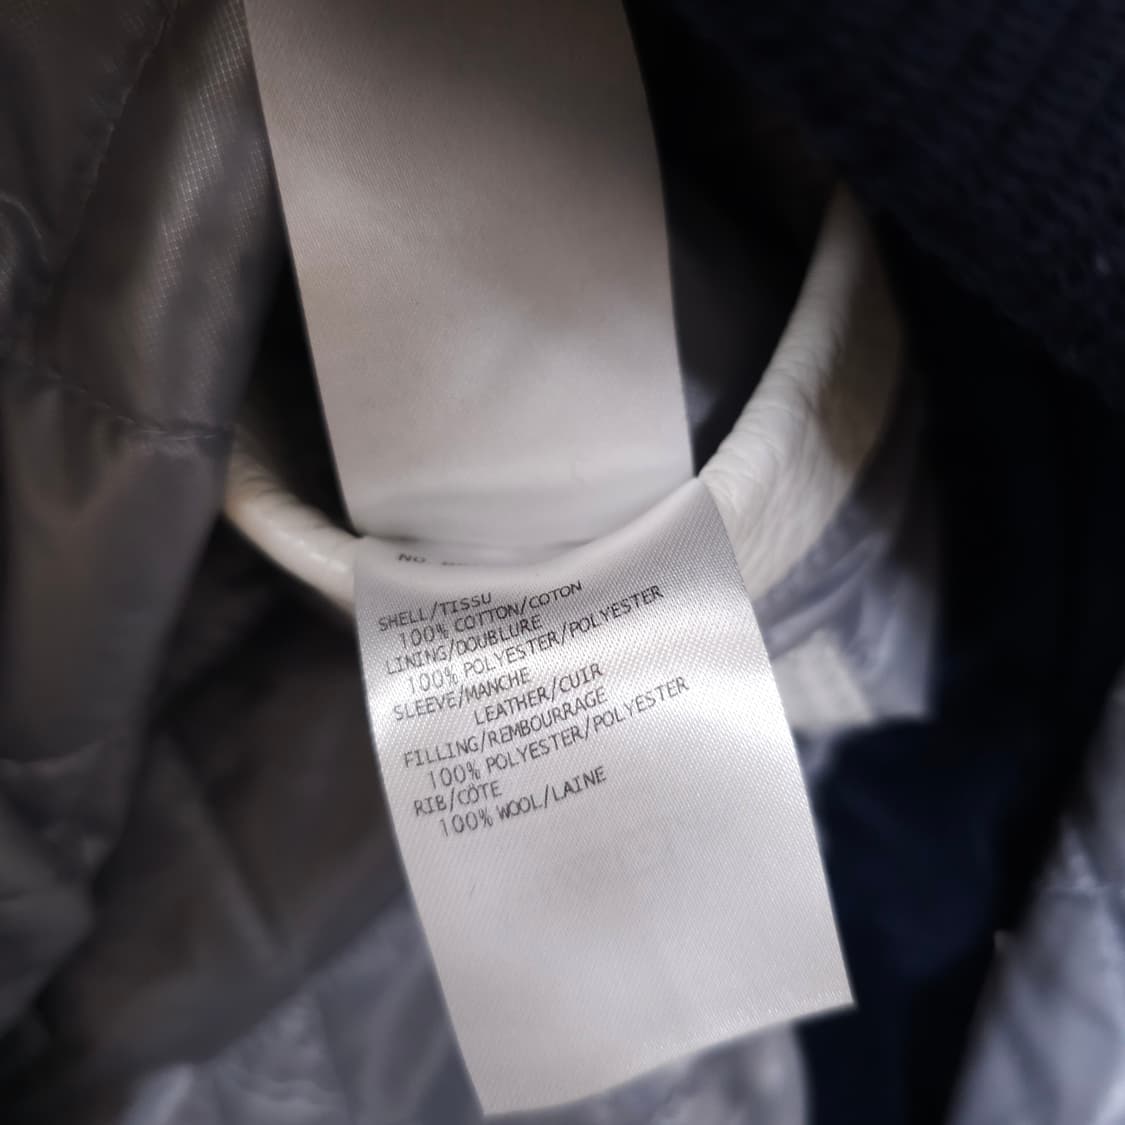 SHELL/TISSU
100% COTTON/COTON
LINING/DOUBLURE
100% POLYESTER/POLYESTER
SLEEVE/MANCHE
LEATHER/CUIR
FILLING/REMBOURRAGE
100% POLYESTER/POLYESTER
RIB/CÔTE
100% WOOL/LAINE